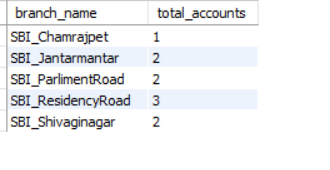 branch_name total_accounts
SBI_Chamrajpet 1
SBI_Jantarmantar 2
SBI_ParlimentRoad 2
SBI_ResidencyRoad 3
SBI_Shivaginagar 2